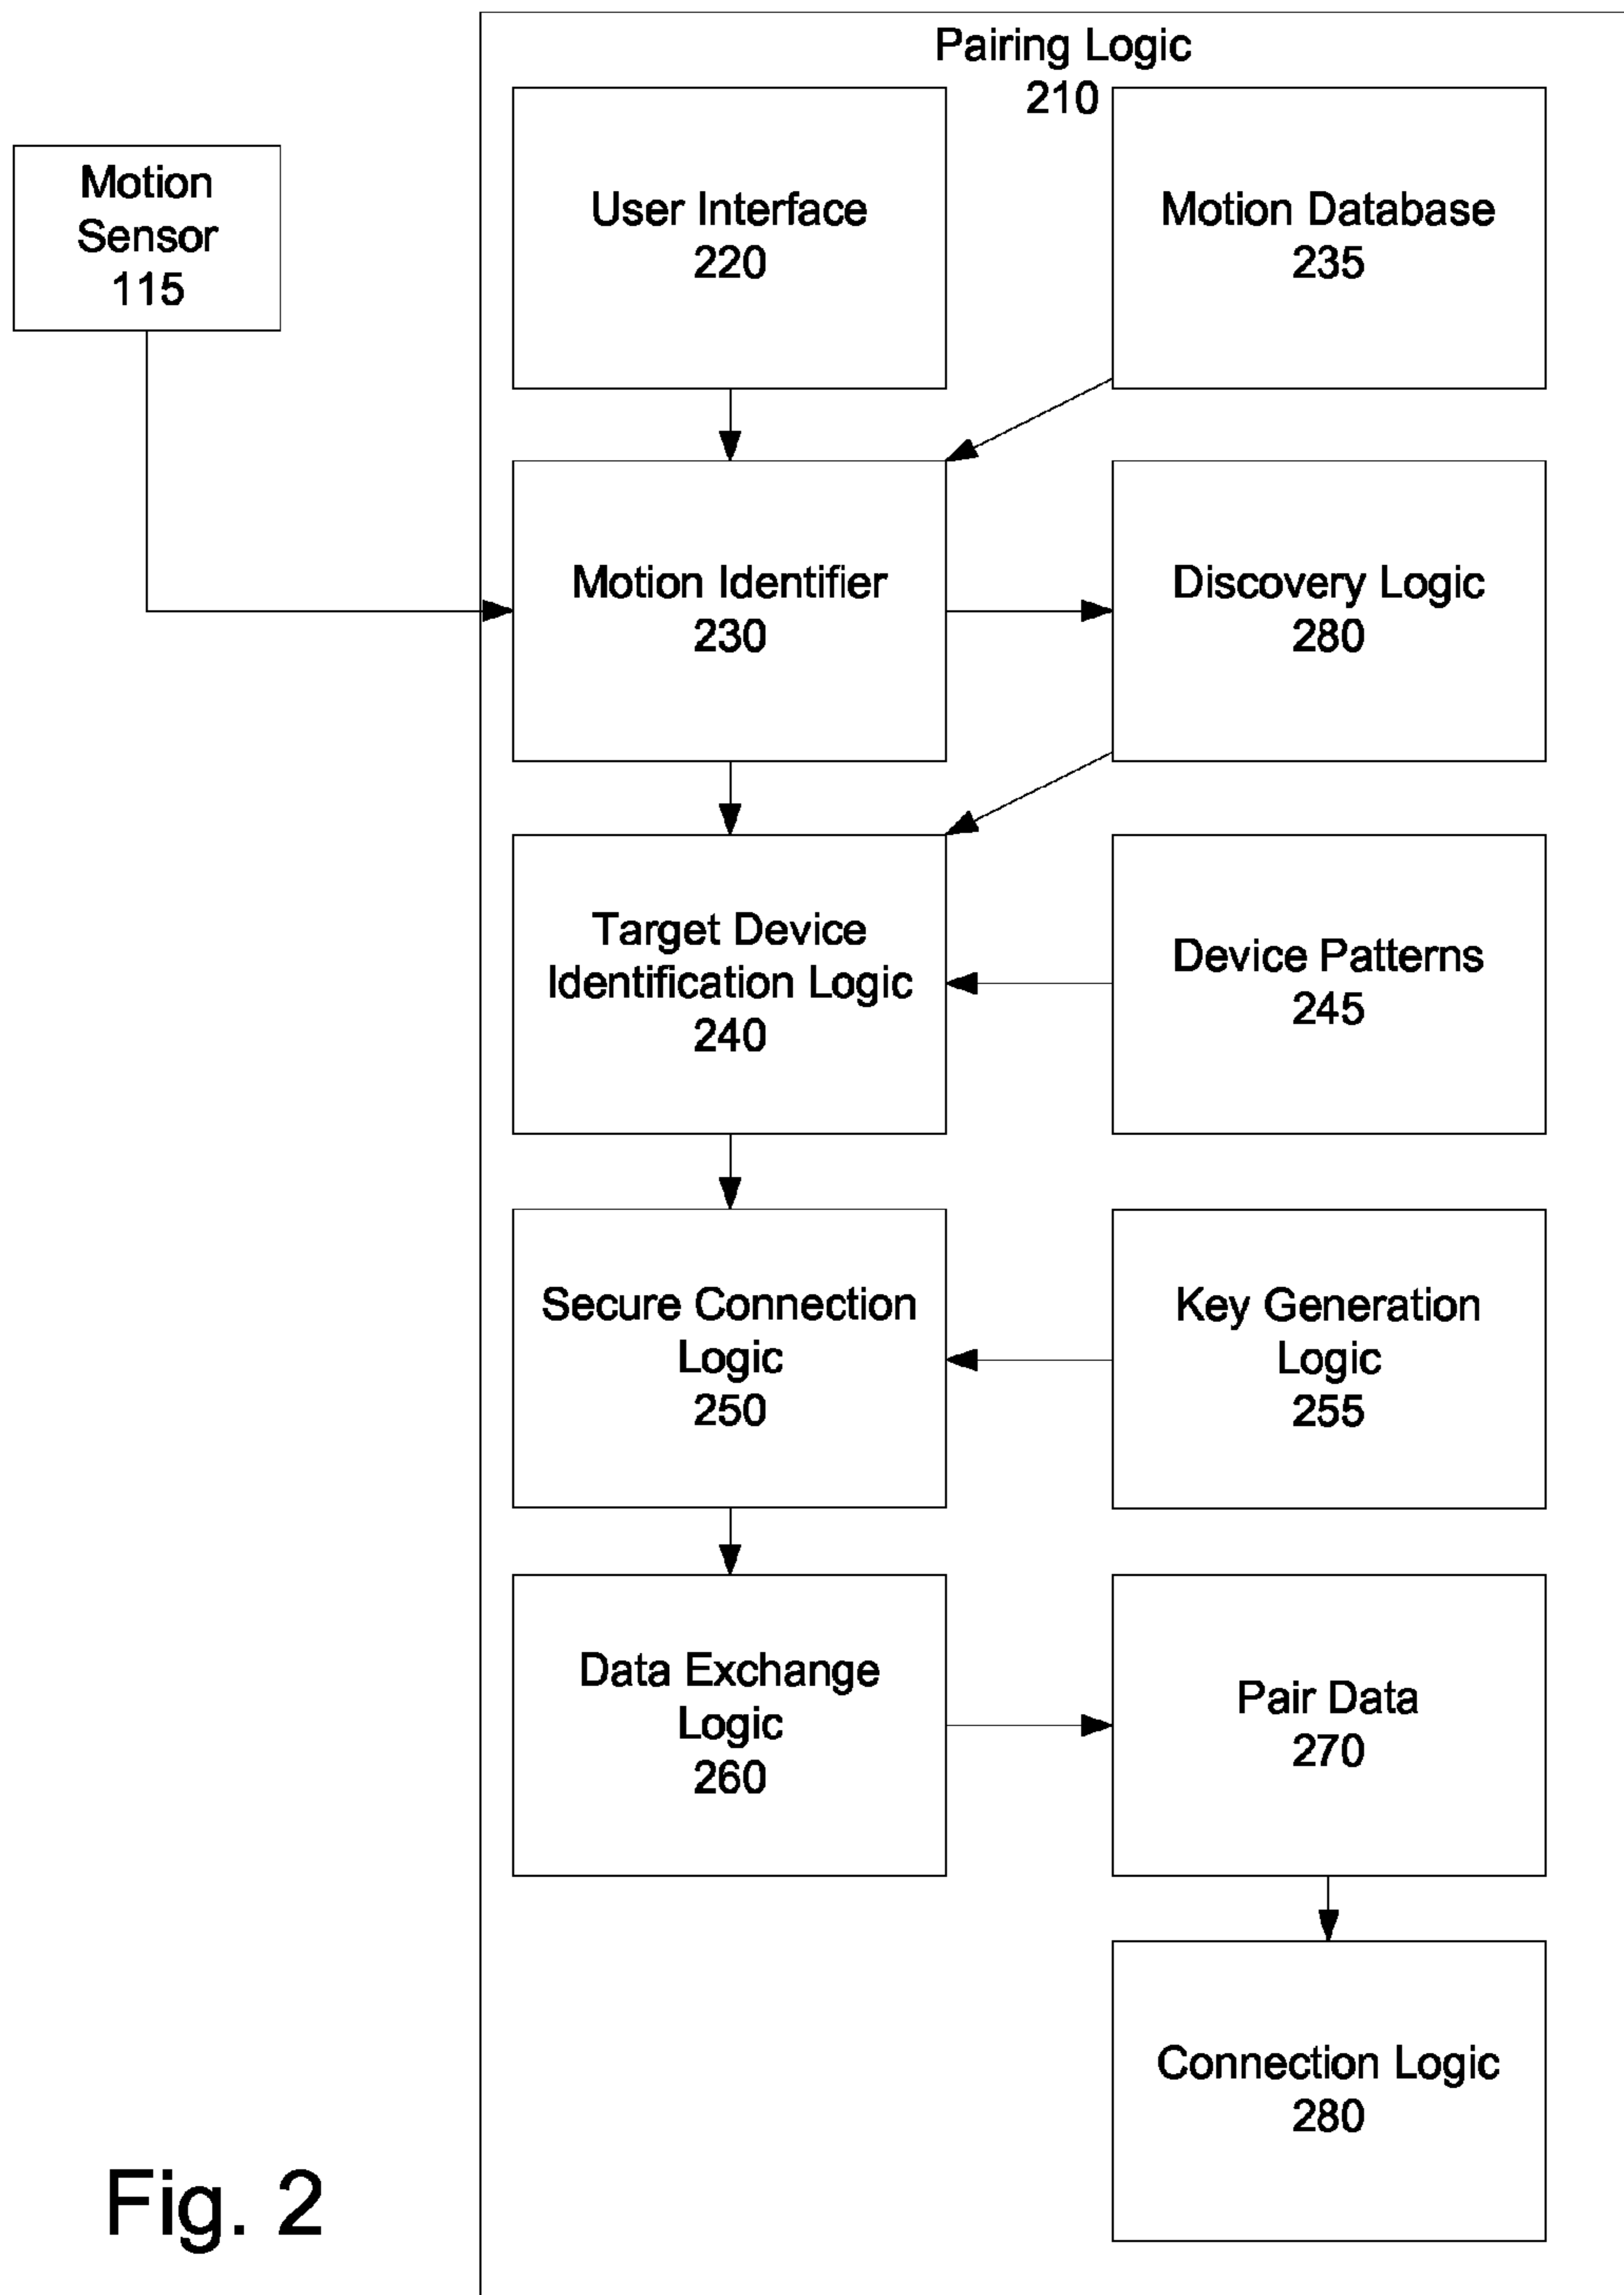 Pairing Logic
210
Motion
Sensor
115
User Interface
220
Motion Database
235
Motion Identifier
230
Discovery Logic
280
Target Device
Identification Logic
240
Device Patterns
245
Secure Connection
Logic
250
Key Generation
Logic
255
Data Exchange
Logic
260
Pair Data
270
Connection Logic
280
Fig. 2